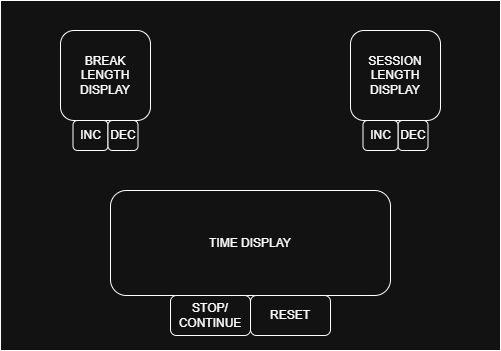 BREAK
LENGTH
DISPLAY
INC
DEC
SESSION
LENGTH
DISPLAY
INC
DEC
TIME DISPLAY
STOP/
CONTINUE
RESET